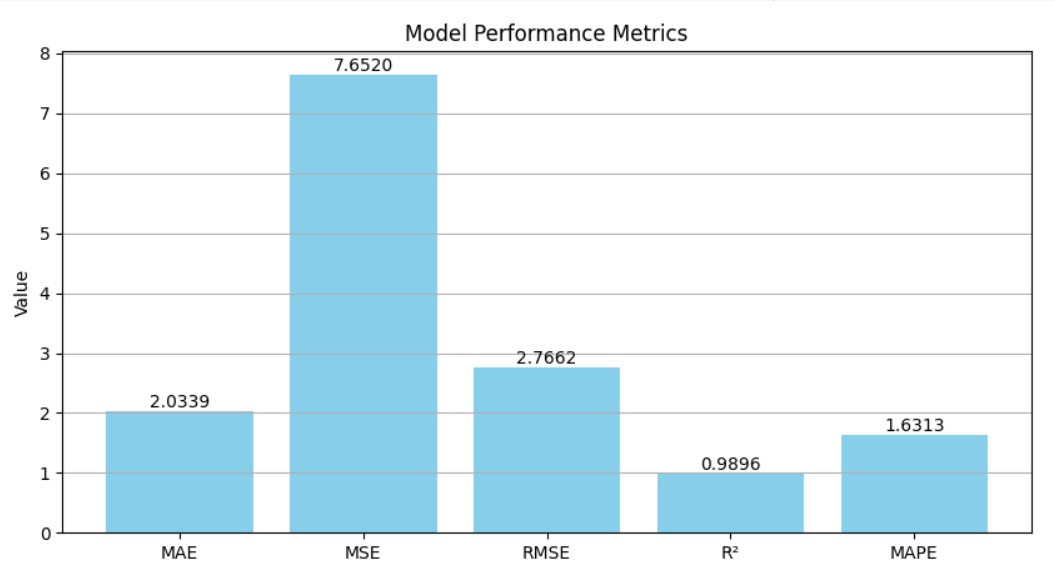 Model Performance Metrics
Value
8
7
6
5
4
3
2
1
0
2.0339
7.6520
2.7662
0.9896
1.6313
MAE
MSE
RMSE
R²
MAPE